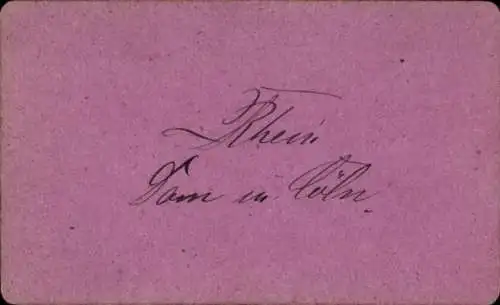 Rhein
Dom in Cöln.